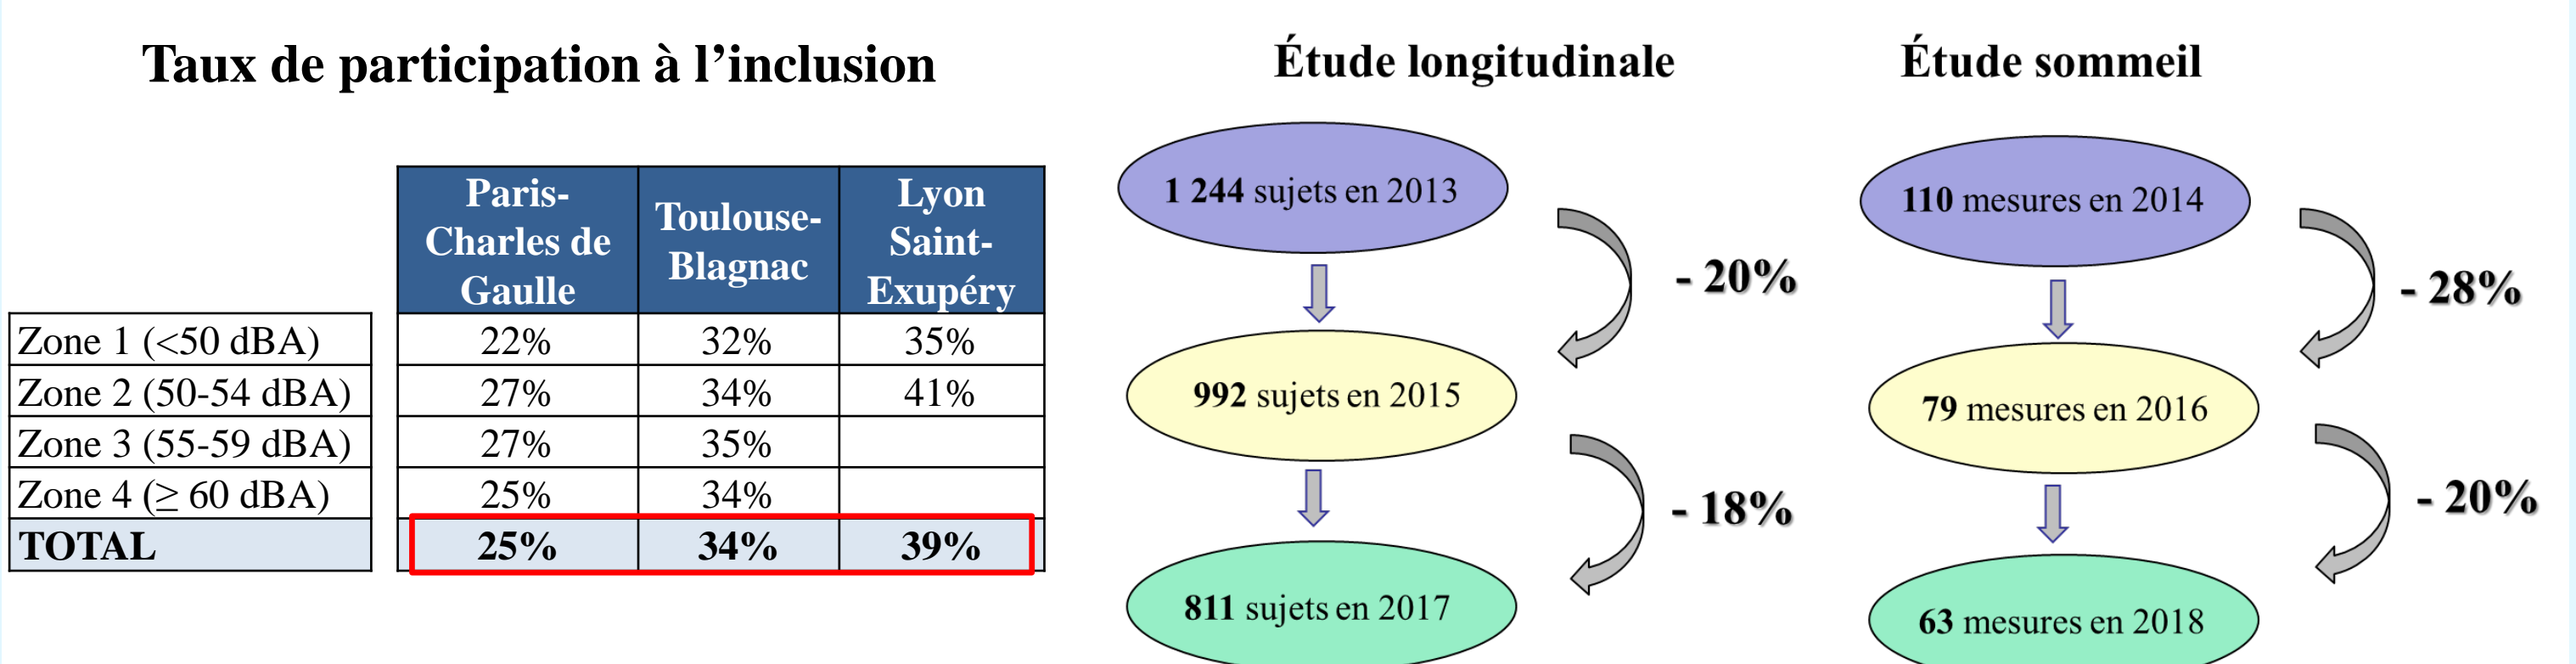 Taux de participation à l’inclusion
Paris-
Charles de
Gaulle
Toulouse-
Blagnac
Lyon
Saint-
Exupéry
Zone 1 (<50 dBA) 22% 32% 35%
Zone 2 (50-54 dBA) 27% 34% 41%
Zone 3 (55-59 dBA) 27% 35%
Zone 4 (≥ 60 dBA) 25% 34%
TOTAL 25% 34% 39%
Étude longitudinale
1 244 sujets en 2013
- 20%
992 sujets en 2015
- 18%
811 sujets en 2017
Étude sommeil
110 mesures en 2014
- 28%
79 mesures en 2016
- 20%
63 mesures en 2018